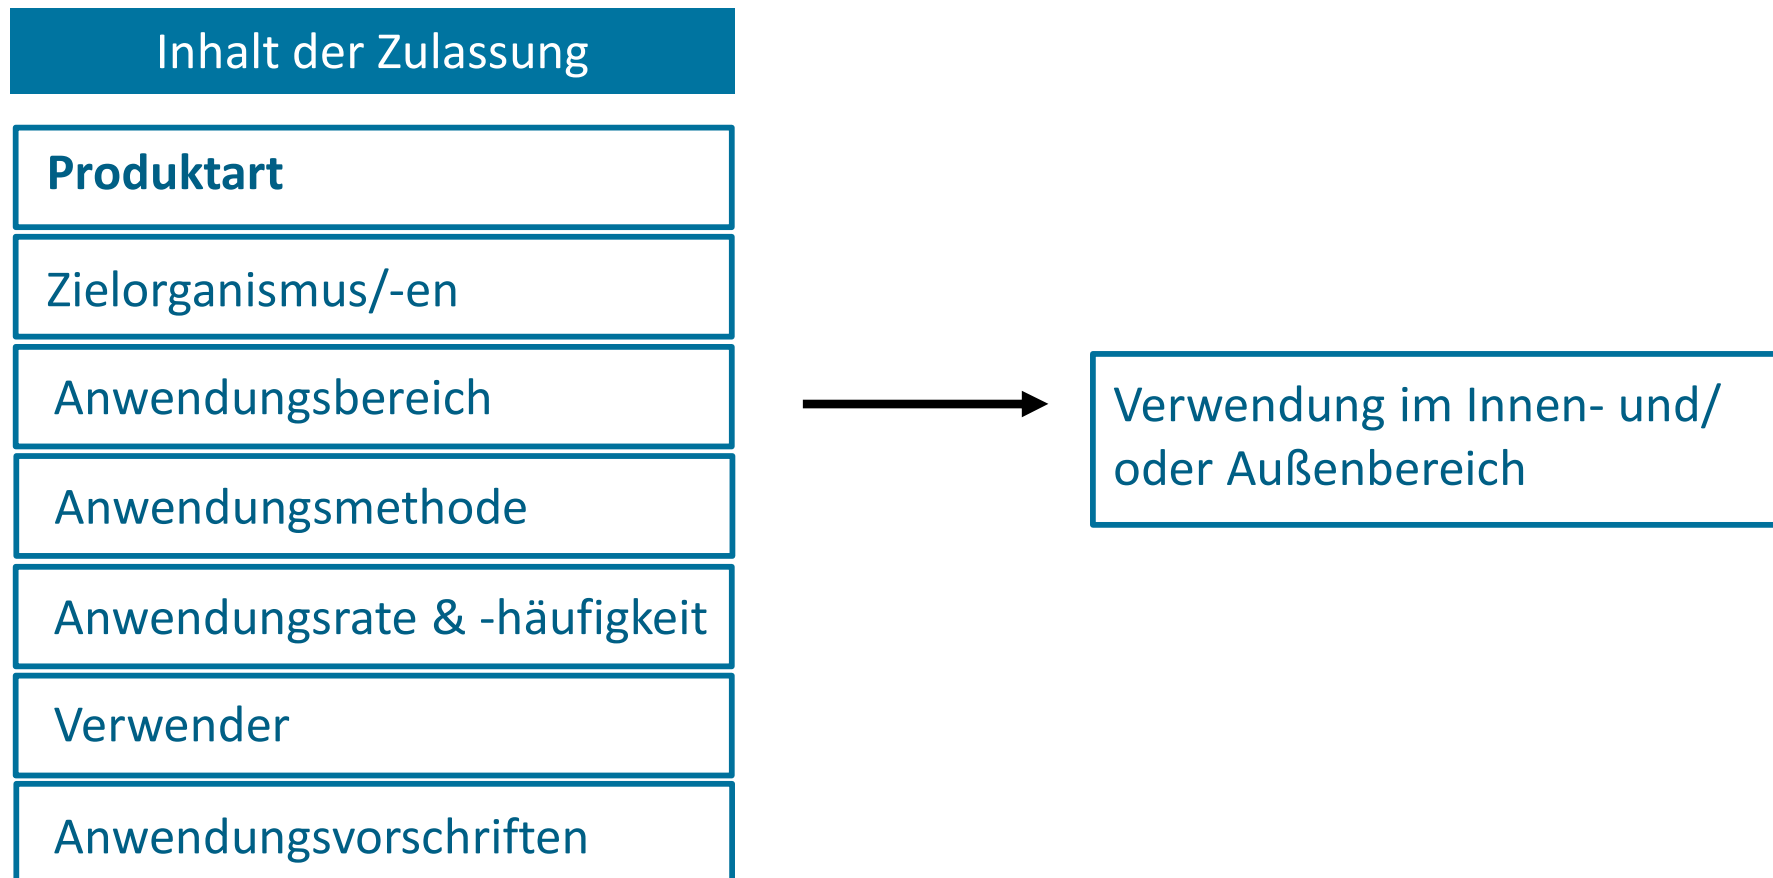 Inhalt der Zulassung
Produktart
Zielorganismus/-en
Anwendungsbereich
Anwendungsmethode
Anwendungsrate & -häufigkeit
Verwender
Anwendungsvorschriften
Verwendung im Innen- und/
oder Außenbereich